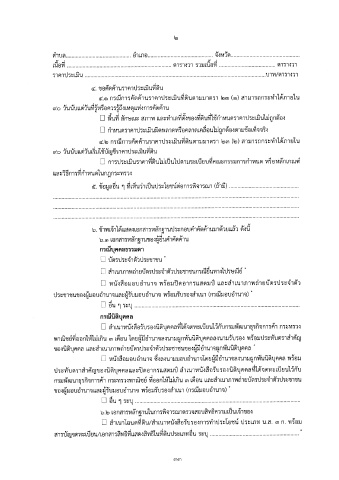 ๒
ตำบล.......................................... อำเภอ.......................................... จังหวัด..........................................
เนื้อที่ .......................................... ตารางวา รวมเนื้อที่ .......................................... ตารางวา
ราคาประเมิน ..........................................บาท/ตารางวา
๔. ขอคัดค้านราคาประเมินที่ดิน
๔.๑ กรณีการคัดค้านราคาประเมินที่ดินตามมาตรา ๒๓ (๑) สามารถกระทำได้ภายใน
๙๐ วันนับแต่วันที่รู้หรือควรรู้ถึงเหตุแห่งการคัดค้าน
☐ พื้นที่ ลักษณะ สภาพ และทำเลที่ตั้งของที่ดินที่ใช้กำหนดราคาประเมินไม่ถูกต้อง
☐ กำหนดราคาประเมินผิดพลาดหรือคลาดเคลื่อนไม่ถูกต้องตามข้อเท็จจริง
๔.๒ กรณีการคัดค้านราคาประเมินที่ดินตามมาตรา ๒๓ (๒) สามารถกระทำได้ภายใน
๙๐ วันนับแต่วันเริ่มใช้บัญชีราคาประเมินที่ดิน
☐ การประเมินราคาที่ดินไม่เป็นไปตามระเบียบที่คณะกรรมการกำหนด หรือหลักเกณฑ์
และวิธีการที่กำหนดในกฎกระทรวง
๕. ข้อมูลอื่น ๆ ที่เห็นว่าเป็นประโยชน์ต่อการพิจารณา (ถ้ามี) ..........................................
๖. ข้าพเจ้าได้แสดงเอกสารหลักฐานประกอบคำคัดค้านมาด้วยแล้ว ดังนี้
๖.๑ เอกสารหลักฐานของผู้ยื่นคำคัดค้าน
กรณีบุคคลธรรมดา
☐ บัตรประจำตัวประชาชน *
☐ สำเนาภาพถ่ายบัตรประจำตัวประชาชนกรณียื่นทางไปรษณีย์ *
☐ หนังสือมอบอำนาจ พร้อมปิดอากรแสตมป์ และสำเนาภาพถ่ายบัตรประจำตัว
ประชาชนของผู้มอบอำนาจและผู้รับมอบอำนาจ พร้อมรับรองสำเนา (กรณีมอบอำนาจ) *
☐ อื่น ๆ ระบุ ..........................................
กรณีนิติบุคคล
☐ สำเนาหนังสือรับรองนิติบุคคลที่ได้จดทะเบียนไว้กับกรมพัฒนาธุรกิจการค้า กระทรวง
พาณิชย์ที่ออกให้ไม่เกิน ๓ เดือน โดยผู้มีอำนาจลงนามผูกพันนิติบุคคลลงนามรับรอง พร้อมประทับตราสำคัญ
ของนิติบุคคล และสำเนาภาพถ่ายบัตรประจำตัวประชาชนของผู้มีอำนาจผูกพันนิติบุคคล *
☐ หนังสือมอบอำนาจ ซึ่งลงนามมอบอำนาจโดยผู้มีอำนาจลงนามผูกพันนิติบุคคล พร้อม
ประทับตราสำคัญของนิติบุคคลและปิดอากรแสตมป์ สำเนาหนังสือรับรองนิติบุคคลที่ได้จดทะเบียนไว้กับ
กรมพัฒนาธุรกิจการค้า กระทรวงพาณิชย์ ที่ออกให้ไม่เกิน ๓ เดือน และสำเนาภาพถ่ายบัตรประจำตัวประชาชน
ของผู้มอบอำนาจและผู้รับมอบอำนาจ พร้อมรับรองสำเนา (กรณีมอบอำนาจ) *
☐ อื่น ๆ ระบุ ..........................................
๖.๒ เอกสารหลักฐานในการพิจารณาตรวจสอบสิทธิความเป็นเจ้าของ
☐ สำเนาโฉนดที่ดิน/สำเนาหนังสือรับรองการทำประโยชน์ ประเภท น.ส. ๓ ก. พร้อม
สารบัญจดทะเบียน/เอกสารสิทธิที่แสดงสิทธิในที่ดินประเภทอื่น ระบุ ..........................................*